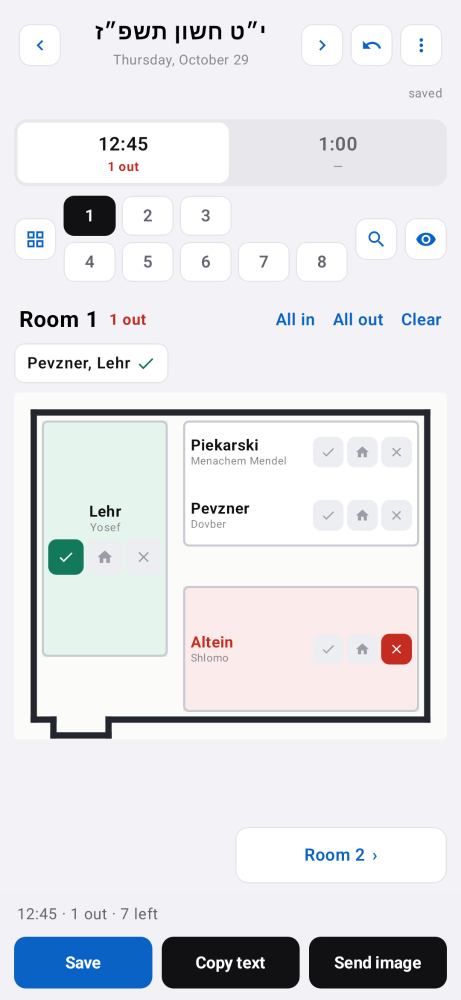 י״ט חשון תשפ״ז
Thursday, October 29
saved
12:45
1 out
1:00
—
1 2 3
4 5 6 7 8
Room 1 1 out All in All out Clear
Pevzner, Lehr
Piekarski
Menachem Mendel
Lehr
Yosef
Pevzner
Dovber
Altein
Shlomo
Room 2 ›
12:45 · 1 out · 7 left
Save Copy text Send image